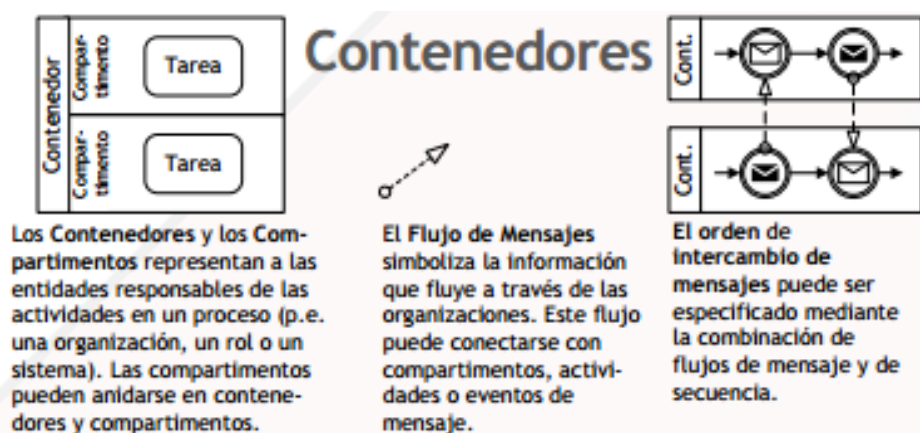 Contenedores
Contenedor
Compar-
timento
Tarea
Compar-
timento
Tarea
Cont.
Cont.
Los Contenedores y los Com-
partimentos representan a las
entidades responsables de las
actividades en un proceso (p.e.
una organización, un rol o un
sistema). Las compartimentos
pueden anidarse en contene-
dores y compartimentos.
El Flujo de Mensajes
simboliza la información
que fluye a través de las
organizaciones. Este flujo
puede conectarse con
compartimentos, activi-
dades o eventos de
mensaje.
El orden de
intercambio de
mensajes puede ser
especificado mediante
la combinación de
flujos de mensaje y de
secuencia.